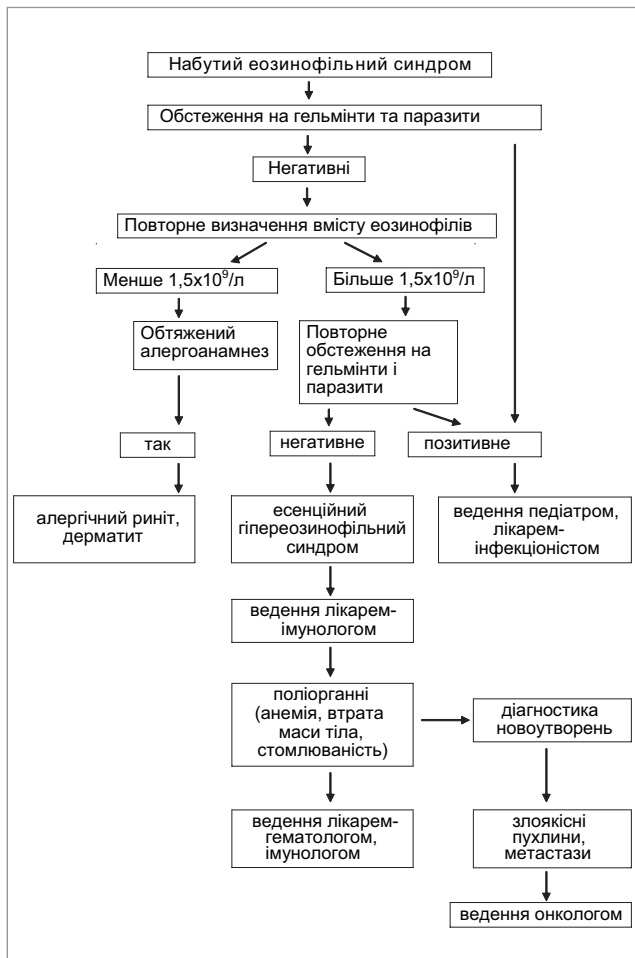 Набутий еозинофільний синдром
Обстеження на гельмінти та паразити
Негативні
Повторне визначення вмісту еозинофілів
Менше 1,5х10⁹/л
Більше 1,5х10⁹/л
Обтяжений
алергоанамнез
Повторне
обстеження на
гельмінти і
паразити
так
негативне
позитивне
алергічний риніт,
дерматит
есенційний
гіпереозинофільний
синдром
ведення педіатром,
лікарем-
інфекціоністом
ведення лікарем-
імунологом
поліорганні
(анемія, втрата
маси тіла,
стомлюваність)
діагностика
новоутворень
ведення лікарем-
гематологом,
імунологом
злоякісні
пухлини,
метастази
ведення онкологом